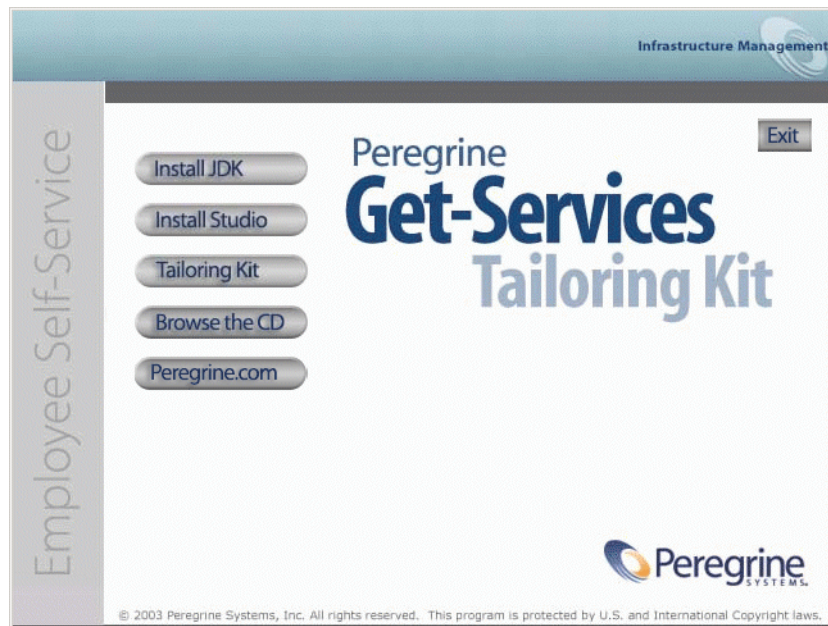 Infrastructure Management
Employee Self-Service
Exit
Install JDK
Install Studio
Tailoring Kit
Browse the CD
Peregrine.com
Peregrine
Get-Services
Tailoring Kit
Peregrine
SYSTEMS
© 2003 Peregrine Systems, Inc. All rights reserved. This program is protected by U.S. and International Copyright laws.